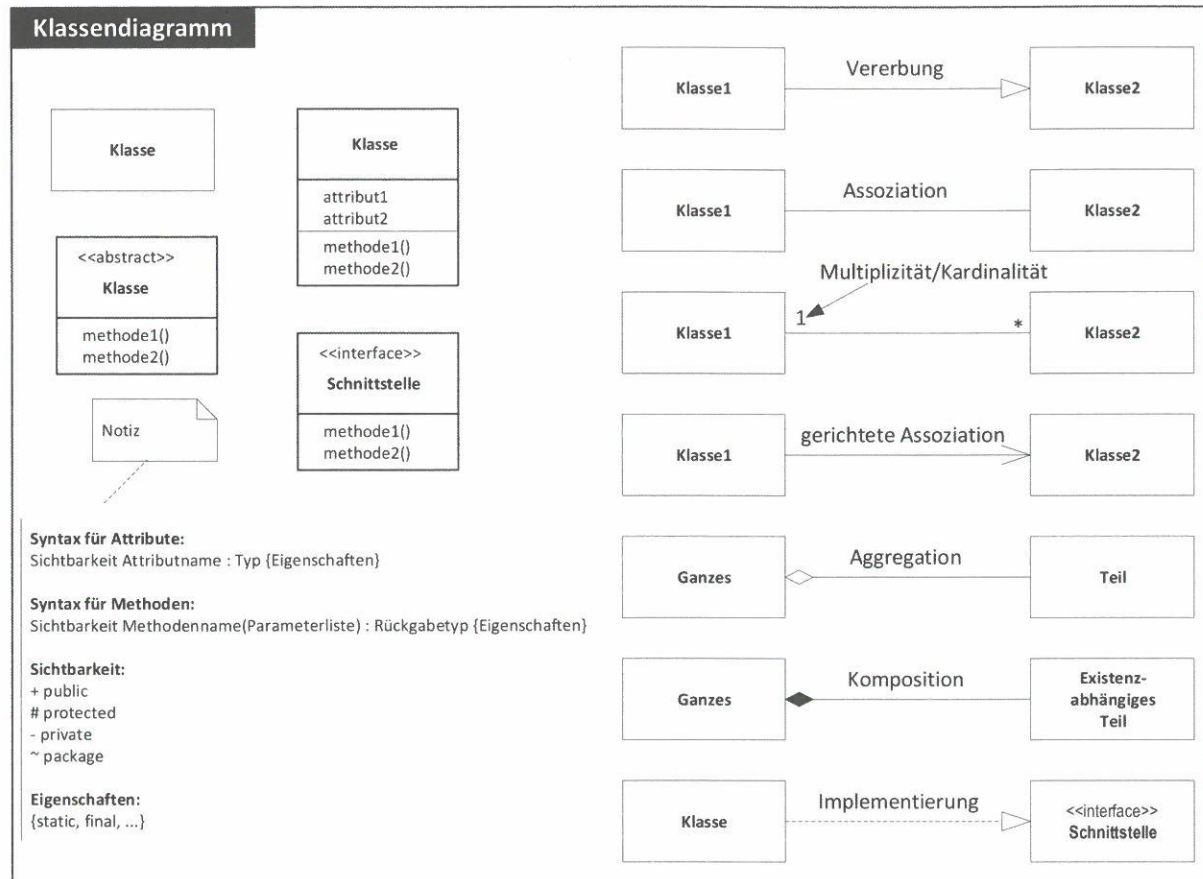 Klassendiagramm
Klasse
Klasse
attribut1
attribut2
methode1()
methode2()
<<abstract>>
Klasse
methode1()
methode2()
<<interface>>
Schnittstelle
methode1()
methode2()
Notiz
Syntax für Attribute:
Sichtbarkeit Attributname : Typ {Eigenschaften}
Syntax für Methoden:
Sichtbarkeit Methodenname(Parameterliste) : Rückgabetyp {Eigenschaften}
Sichtbarkeit:
+ public
# protected
- private
~ package
Eigenschaften:
{static, final, ...}
Klasse1
Vererbung
Klasse2
Klasse1
Assoziation
Klasse2
Multiplizität/Kardinalität
Klasse1
1
*
Klasse2
Klasse1
gerichtete Assoziation
Klasse2
Ganzes
Aggregation
Teil
Ganzes
Komposition
Existenz-
abhängiges
Teil
Klasse
Implementierung
<<interface>>
Schnittstelle